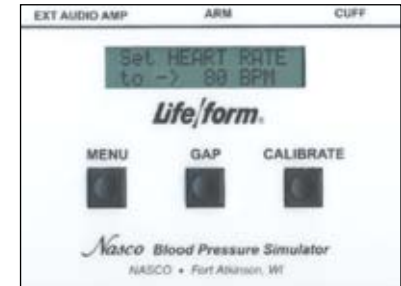 EXT AUDIO AMP ARM CUFF
Set HEART RATE
to -> 80 BPM
Life/form®
MENU GAP CALIBRATE
Nasco Blood Pressure Simulator
NASCO • Fort Atkinson, WI